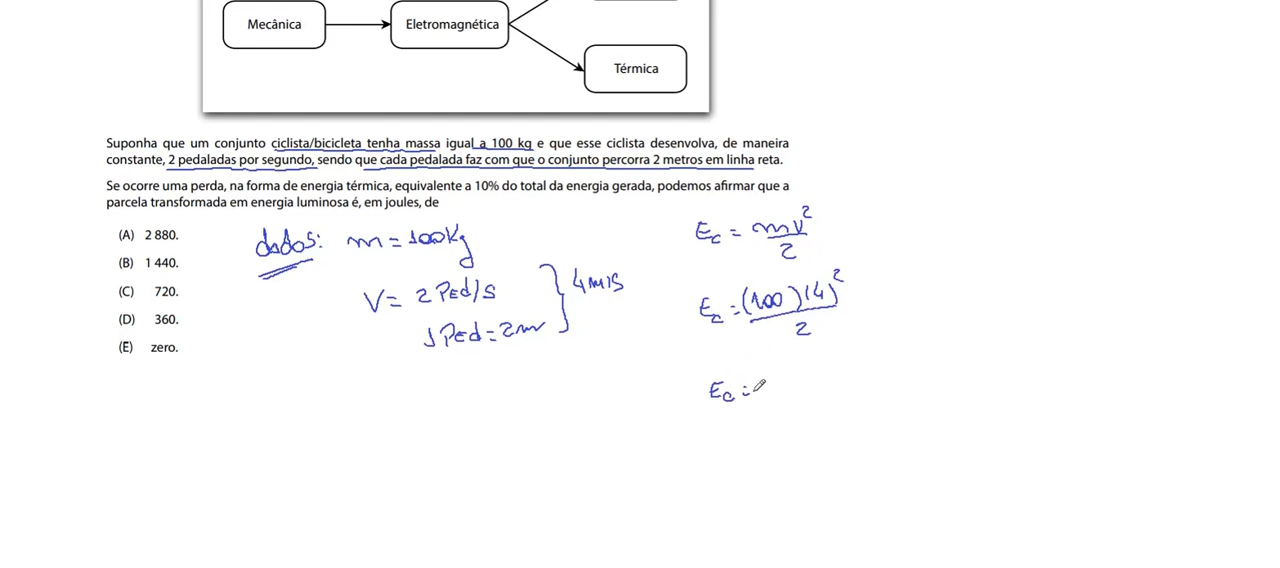 Mecânica
Eletromagnética
Térmica
Suponha que um conjunto ciclista/bicicleta tenha massa igual a 100 kg e que esse ciclista desenvolva, de maneira
constante, 2 pedaladas por segundo, sendo que cada pedalada faz com que o conjunto percorra 2 metros em linha reta.
Se ocorre uma perda, na forma de energia térmica, equivalente a 10% do total da energia gerada, podemos afirmar que a
parcela transformada em energia luminosa é, em joules, de
(A) 2 880.
(B) 1 440.
(C) 720.
(D) 360.
(E) zero.
dados: m = 100Kg
V = 2 PED/S
1 PED = 2m
} 4 m/s
Ec = mv²/2
Ec = (100)(4)²/2
Ec =